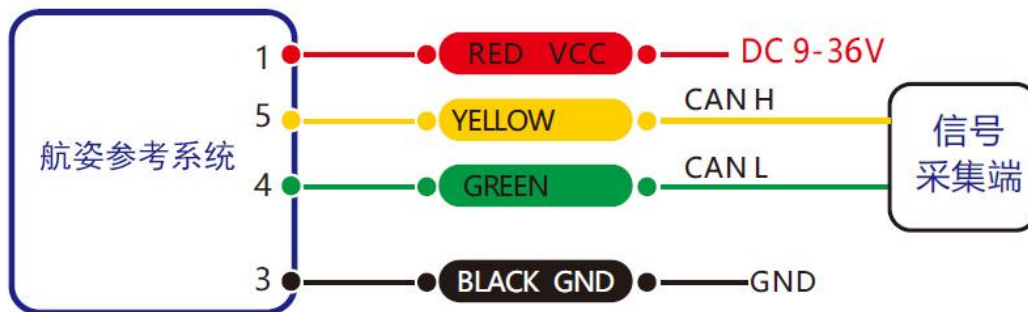 1 RED VCC DC 9-36V
5 YELLOW CAN H
4 GREEN CAN L
3 BLACK GND GND
航姿参考系统
信号
采集端